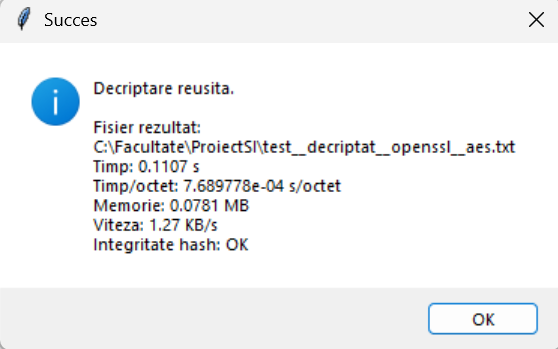 Succes
Decriptare reusita.
Fisier rezultat:
C:\Facultate\ProiectSI\test__decriptat__openssl__aes.txt
Timp: 0.1107 s
Timp/octet: 7.689778e-04 s/octet
Memorie: 0.0781 MB
Viteza: 1.27 KB/s
Integritate hash: OK
OK